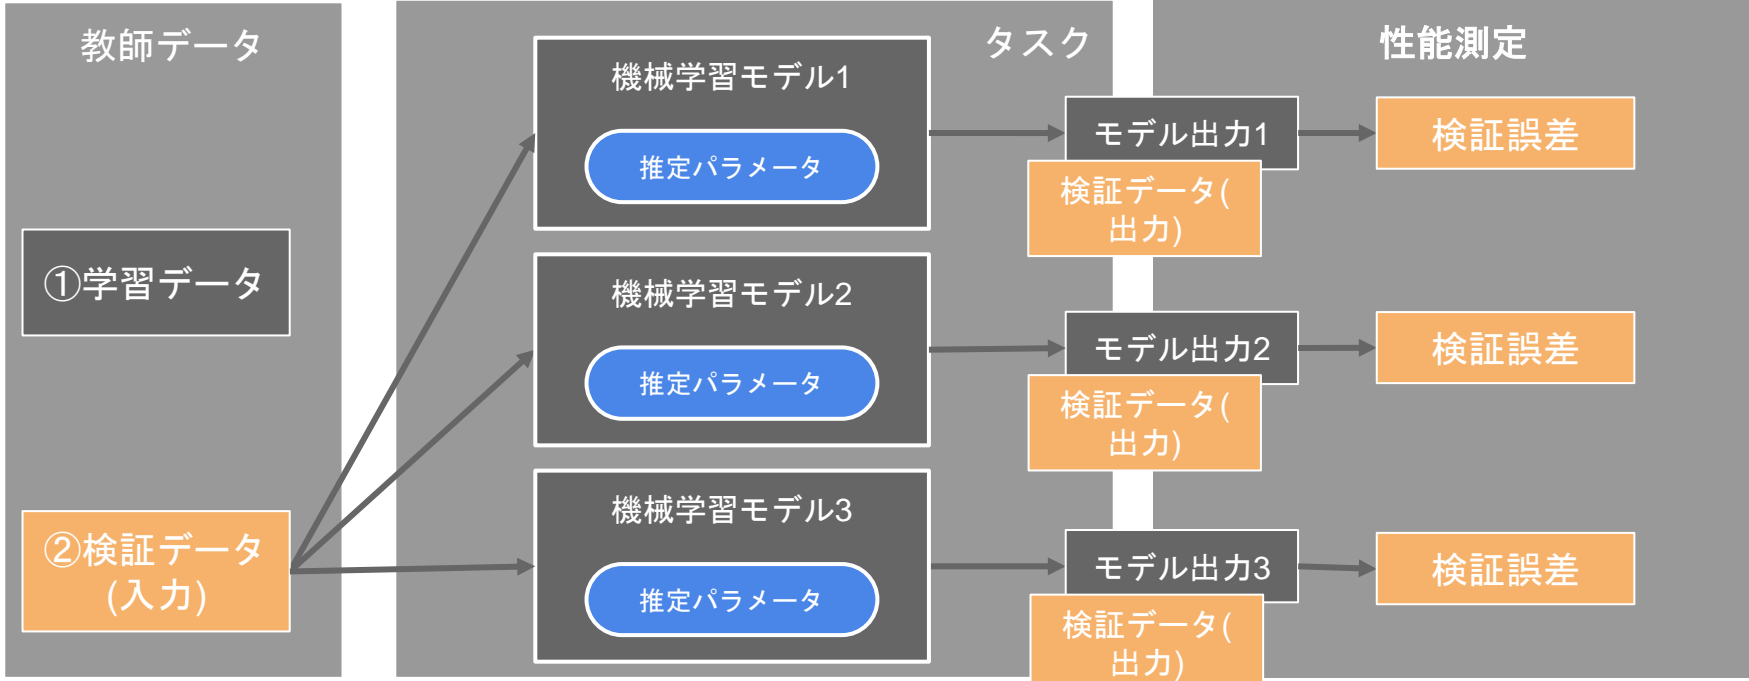 教師データ
①学習データ
②検証データ
(入力)
タスク
機械学習モデル1
推定パラメータ
機械学習モデル2
推定パラメータ
機械学習モデル3
推定パラメータ
モデル出力1
検証データ(
出力)
モデル出力2
検証データ(
出力)
モデル出力3
検証データ(
出力)
性能測定
検証誤差
検証誤差
検証誤差